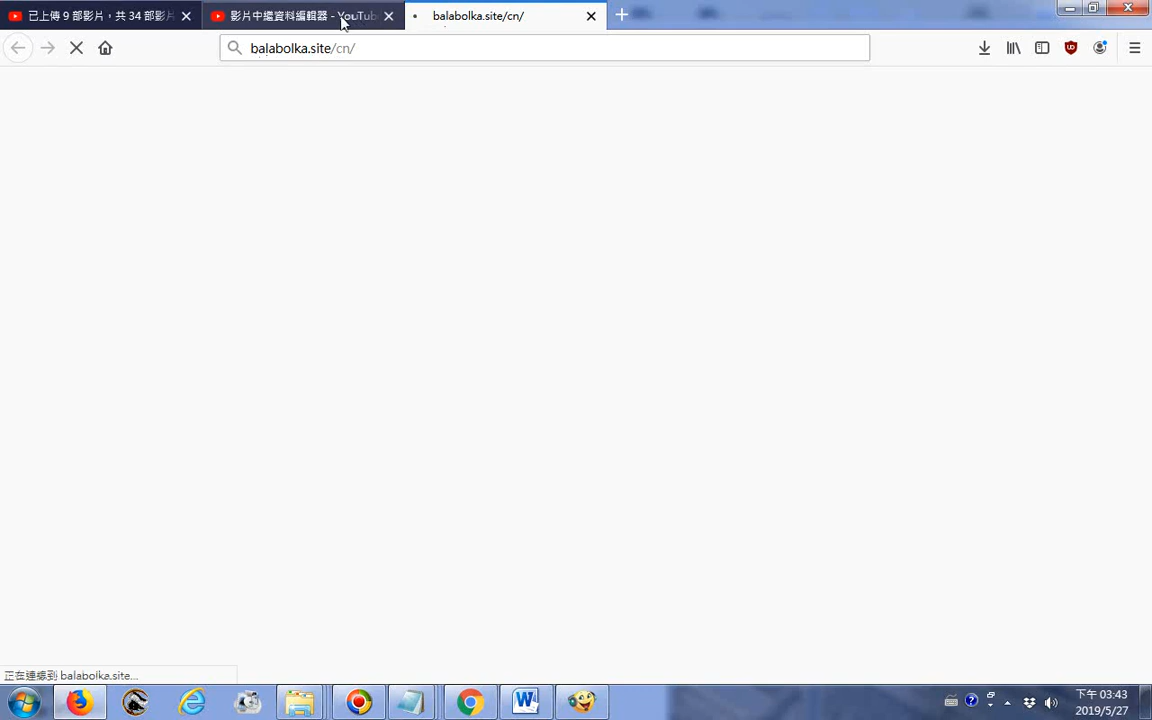 已上傳 9 部影片，共 34 部影片
影片中繼資料編輯器 - YouTub
balabolka.site/cn/
balabolka.site/cn/
正在連線到 balabolka.site...
下午 03:43
2019/5/27